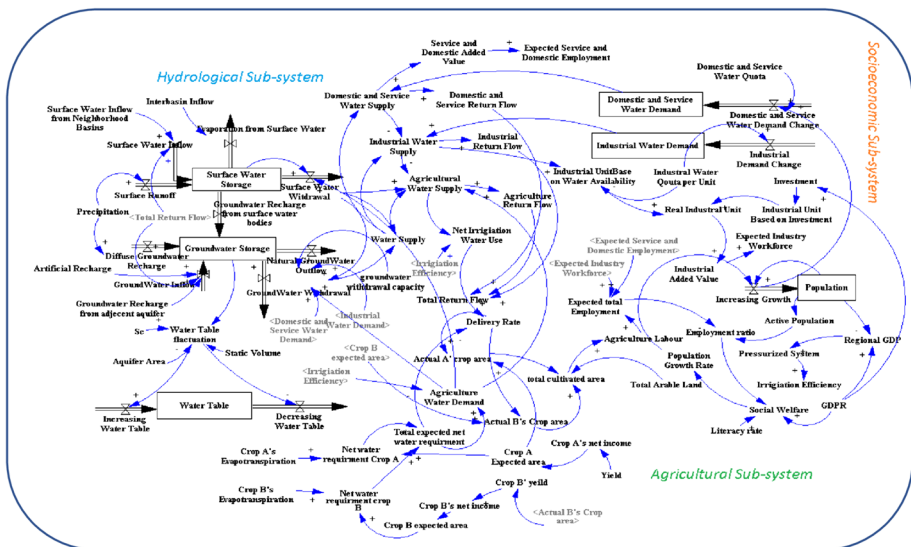 Hydrological Sub-system
Socioeconomic Sub-system
Agricultural Sub-system
Service and
Domestic Added
Value
Expected Service and
Domestic Employment
Domestic and Service
Water Supply
Domestic and
Service Return Flow
Industrial Water
Supply
Industrial
Return Flow
Agricultural
Water Supply
Agriculture
Return Flow
Industrial UnitBase
on Water Availability
Industrial Water
Qouta per Unit
Domestic and Service
Water Quota
Domestic and Service
Water Demand
Domestic and Service
Water Demand Change
Industrial Water Demand
Industrial
Demand Change
Investment
Industrial Unit
Based on Investment
Real Industrial Unit
Expected Industry
Workforce
Industrial
Added Value
Increasing Growth
Population
Active Population
Regional GDP
GDPR
Employment ratio
Pressurized System
Irrigation Efficiency
Social Welfare
Literacy rate
Population
Growth Rate
Total Arable Land
Agriculture Labour
Expected total
Employment
<Expected Service and
Domestic Employment>
<Expected Industry
Workforce>
total cultivated area
Interbasin Inflow
Surface Water Inflow
from Neighborhood
Basins
Evaporation from Surface Water
Surface Water Inflow
Surface Water
Storage
Surface Runoff
Surface Water
Withdrawal
Precipitation
<Total Return Flow>
Groundwater Recharge
from surface water
bodies
Groundwater Storage
Diffuse Groundwater
Recharge
Natural GroundWater
Outflow
Artificial Recharge
GroundWater Inflow
GroundWater Withdrawal
Groundwater Recharge
from adjacent aquifer
Water Supply
groundwater
withdrawal capacity
Net Irrigation
Water Use
<Irrigiation
Efficiency>
Total Return Flow
Delivery Rate
<Domestic and
Service Water
Demand>
<Industrial
Water Demand>
<Crop B
expected area>
<Irrigiation
Efficiency>
Sc
Water Table
fluctuation
Aquifer Area
Static Volume
Water Table
Increasing
Water Table
Decreasing
Water Table
Actual A' crop area
Agriculture
Water Demand
Actual B's Crop area
Total expected net
water requirment
Crop A's
Evapotranspiration
Net water
requirment Crop A
Crop A
Expected area
Crop A's net income
Yield
Crop B's
Evapotranspiration
Net water
requirment crop
B
Crop B expected area
Crop B's net income
Crop B' yeild
<Actual B's Crop
area>